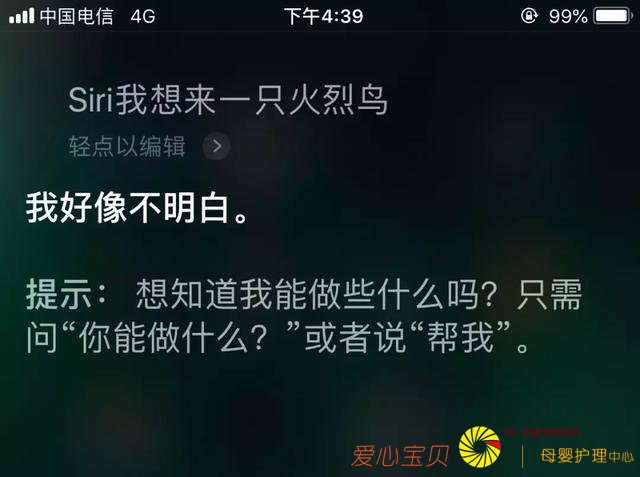 中国电信 4G 下午4:39 99%
Siri我想来一只火烈鸟
轻点以编辑
我好像不明白。
提示： 想知道我能做些什么吗？只需
问“你能做什么？”或者说“帮我”。
爱心宝贝 母婴护理中心